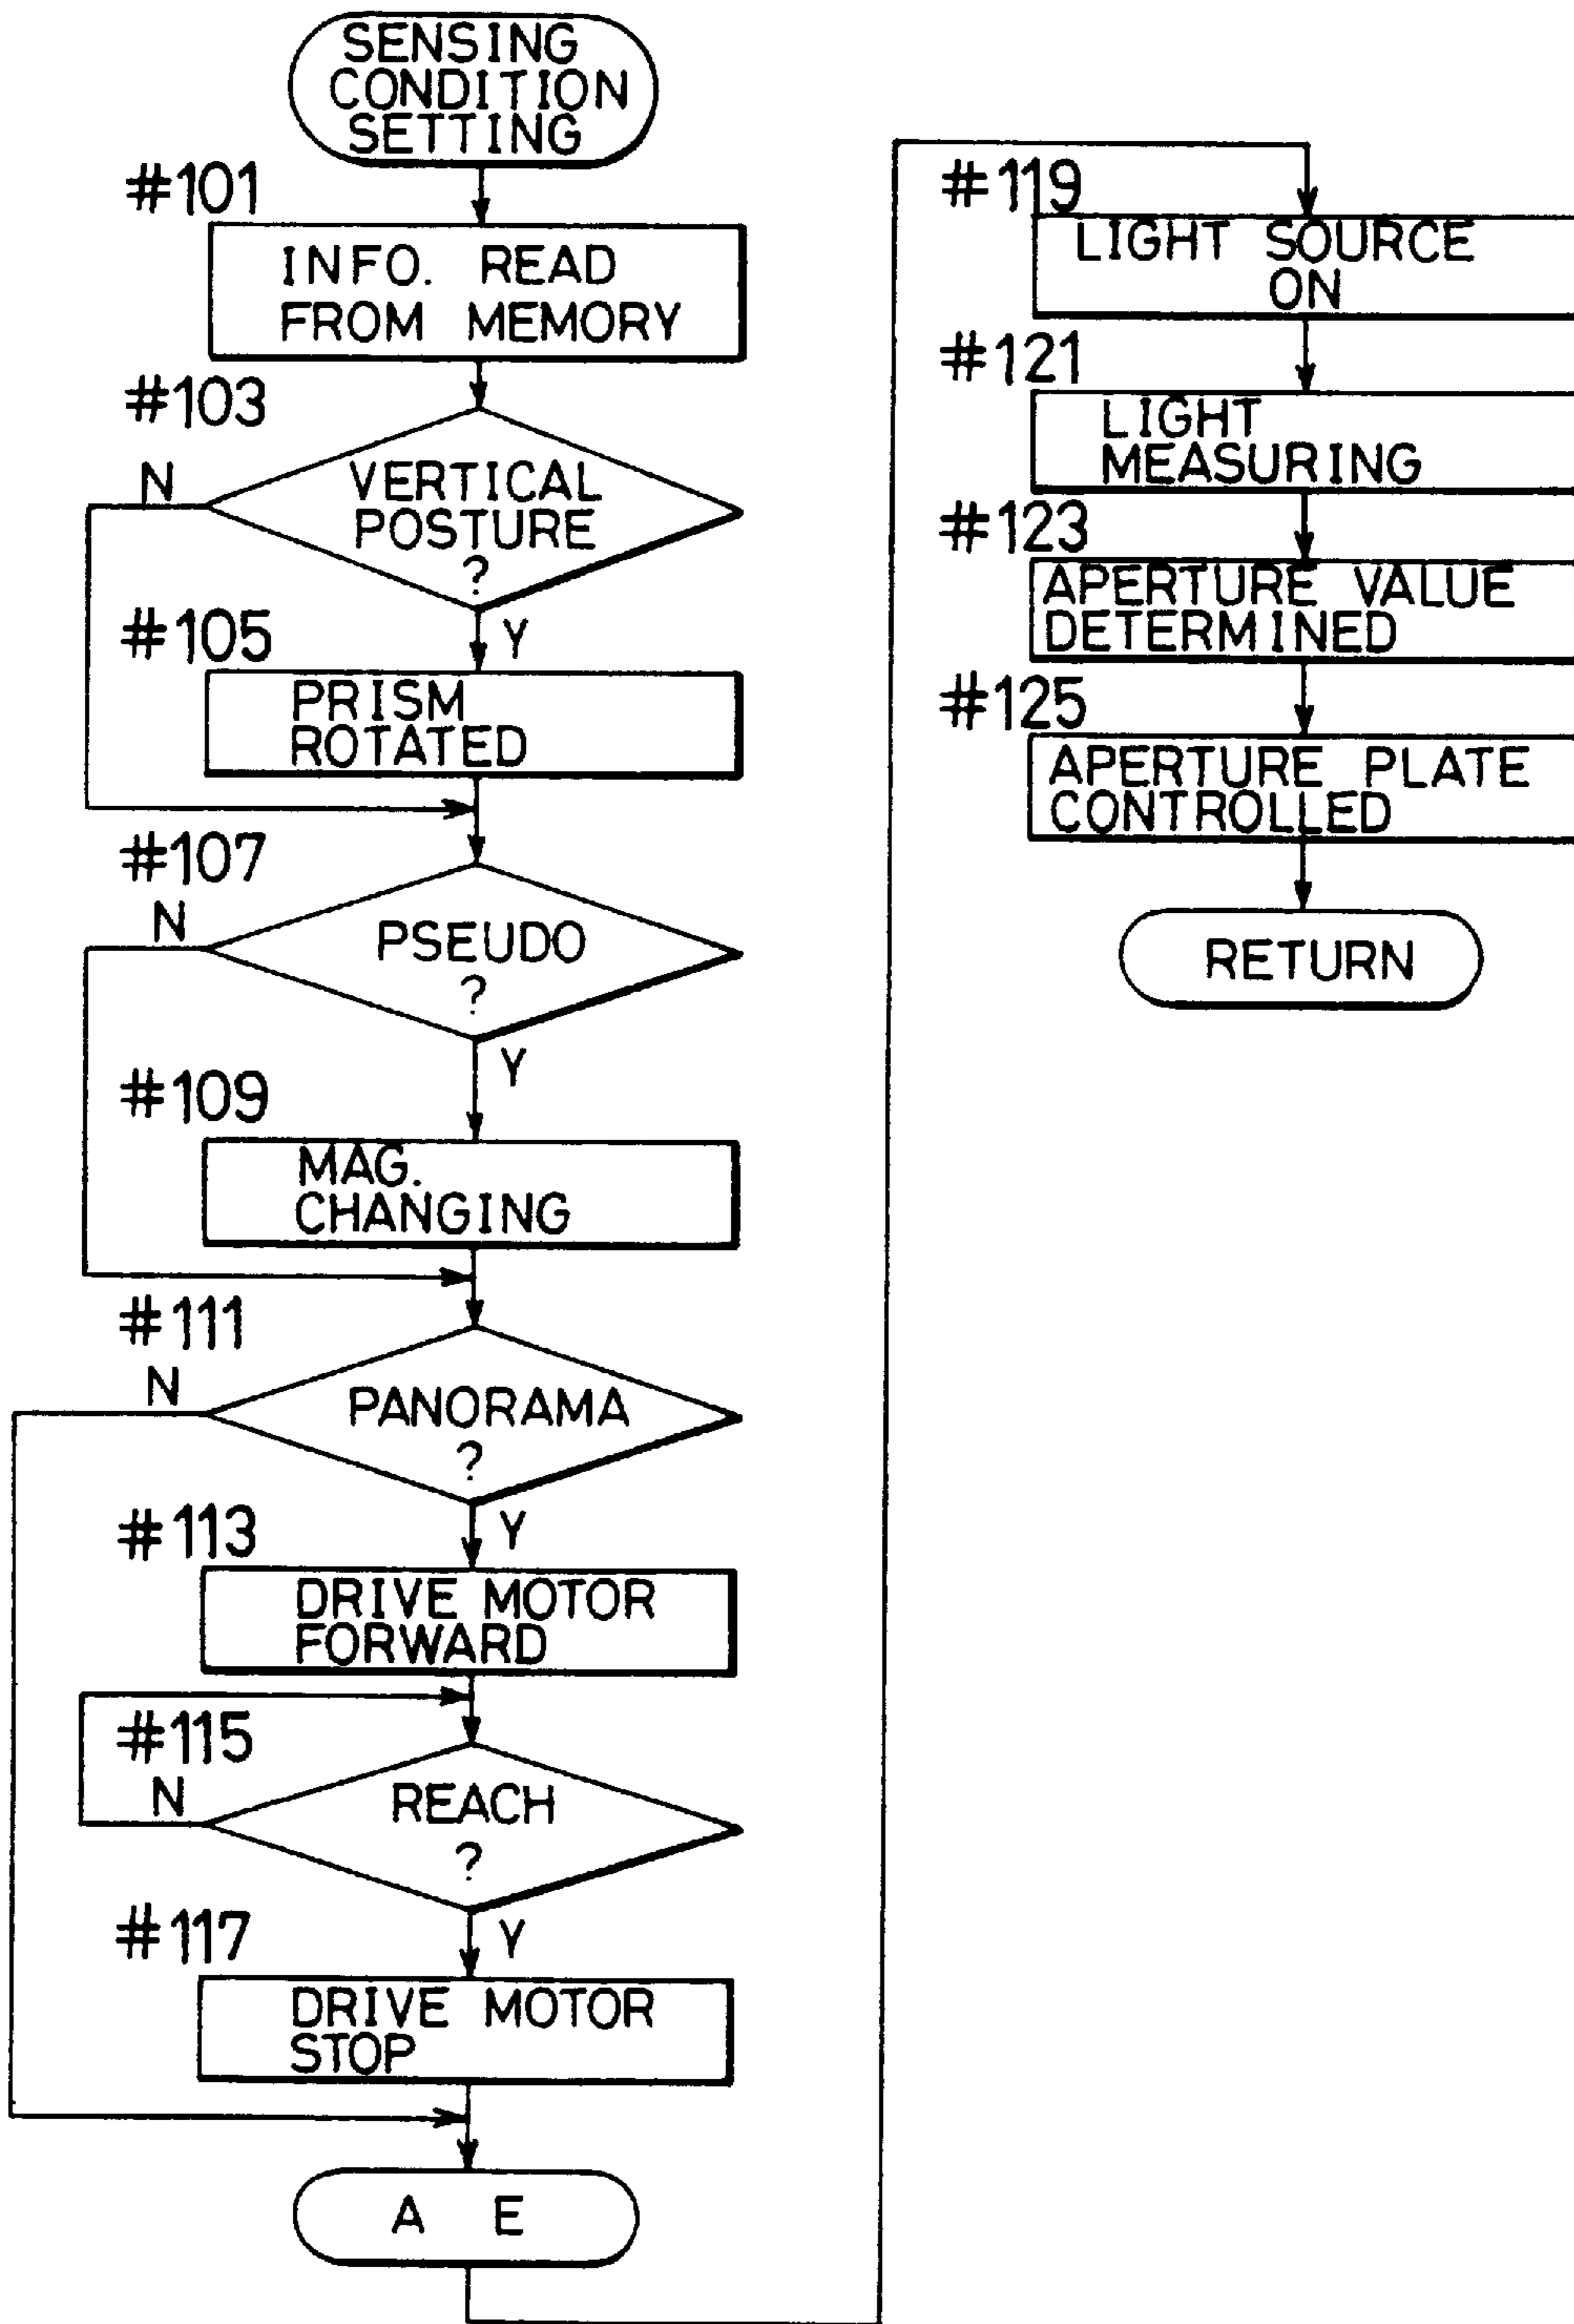 SENSING
CONDITION
SETTING
#101
INFO. READ
FROM MEMORY
#103
N
VERTICAL
POSTURE
?
Y
#105
PRISM
ROTATED
#107
N
PSEUDO
?
Y
#109
MAG.
CHANGING
#111
N
PANORAMA
?
Y
#113
DRIVE MOTOR
FORWARD
#115
N
REACH
?
Y
#117
DRIVE MOTOR
STOP
A E
#119
LIGHT SOURCE
ON
#121
LIGHT
MEASURING
#123
APERTURE VALUE
DETERMINED
#125
APERTURE PLATE
CONTROLLED
RETURN